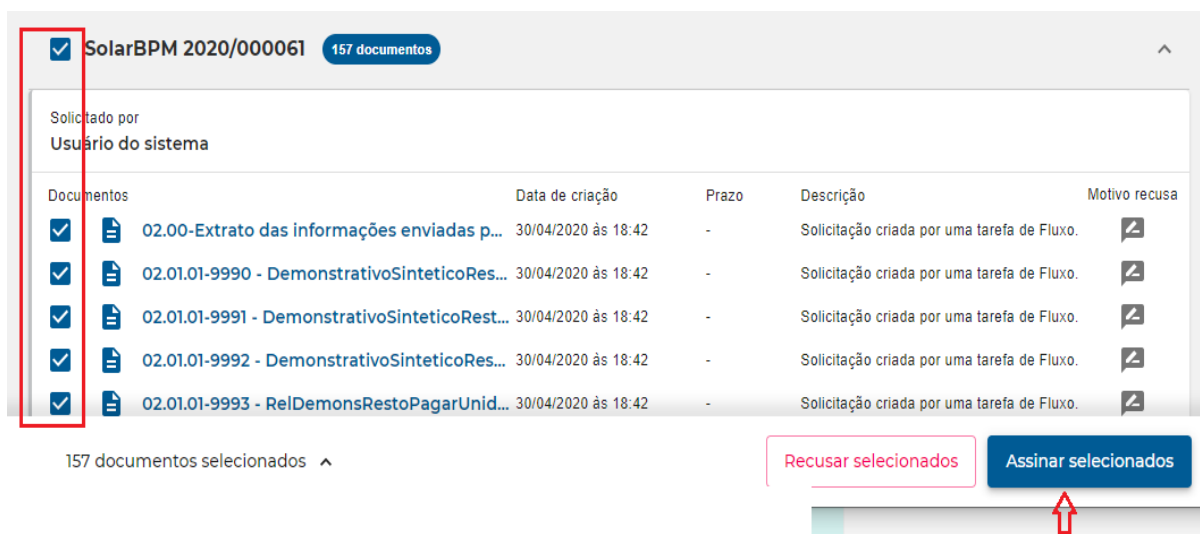 SolarBPM 2020/000061 157 documentos
Solicitado por
Usuário do sistema
Documentos Data de criação Prazo Descrição Motivo recusa
02.00-Extrato das informações enviadas p... 30/04/2020 às 18:42 - Solicitação criada por uma tarefa de Fluxo.
02.01.01-9990 - DemonstrativoSinteticoRes... 30/04/2020 às 18:42 - Solicitação criada por uma tarefa de Fluxo.
02.01.01-9991 - DemonstrativoSinteticoRest... 30/04/2020 às 18:42 - Solicitação criada por uma tarefa de Fluxo.
02.01.01-9992 - DemonstrativoSinteticoRes... 30/04/2020 às 18:42 - Solicitação criada por uma tarefa de Fluxo.
02.01.01-9993 - RelDemonsRestoPagarUnid... 30/04/2020 às 18:42 - Solicitação criada por uma tarefa de Fluxo.
157 documentos selecionados Recusar selecionados Assinar selecionados